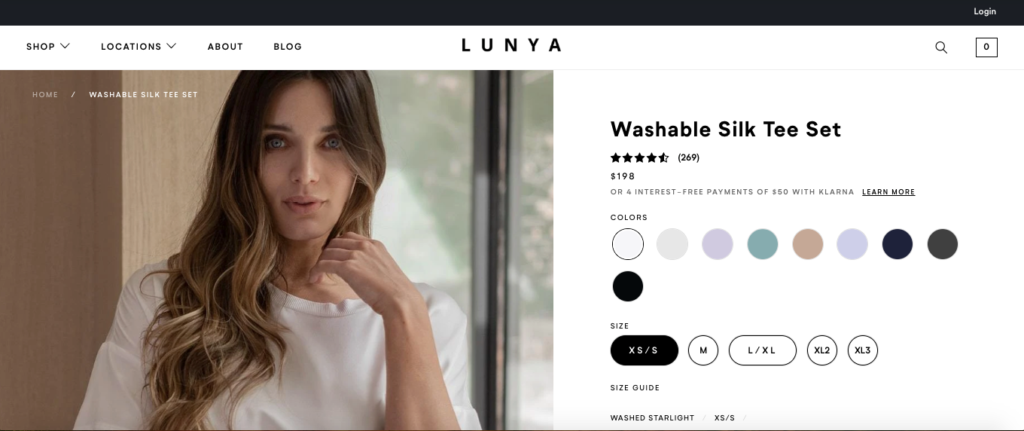 Login
SHOP LOCATIONS ABOUT BLOG LUNYA 0
HOME / WASHABLE SILK TEE SET
Washable Silk Tee Set
(269)
$198
OR 4 INTEREST-FREE PAYMENTS OF $50 WITH KLARNA LEARN MORE
COLORS
SIZE
XS/S M L/XL XL2 XL3
SIZE GUIDE
WASHED STARLIGHT / XS/S /